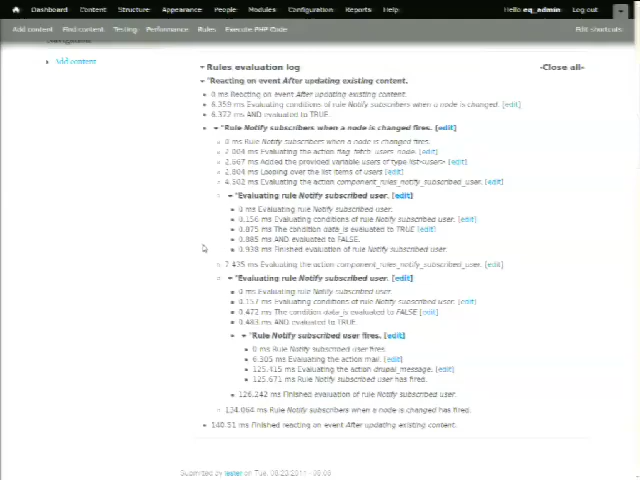 Dashboard Content Structure Appearance People Modules Configuration Reports Help Hello eq_admin Log out
Add content Find content Testing Performance Rules Execute PHP Code Edit shortcuts
Navigation
Add content
Rules evaluation log -Close all-
"Reacting on event After updating existing content.
0 ms Reacting on event After updating existing content.
6.359 ms Evaluating conditions of rule Notify subscribers when a node is changed. [edit]
6.372 ms AND evaluated to TRUE.
"Rule Notify subscribers when a node is changed fires. [edit]
0 ms Rule Notify subscribers when a node is changed fires.
2.004 ms Evaluating the action flag_fetch_users_node. [edit]
2.667 ms Added the provided variable users of type list<user> [edit]
2.804 ms Looping over the list items of users [edit]
4.502 ms Evaluating the action component_rules_notify_subscribed_user. [edit]
"Evaluating rule Notify subscribed user. [edit]
0 ms Evaluating rule Notify subscribed user.
0.156 ms Evaluating conditions of rule Notify subscribed user. [edit]
0.875 ms The condition data_is evaluated to TRUE [edit]
0.885 ms AND evaluated to FALSE.
0.938 ms Finished evaluation of rule Notify subscribed user.
7.435 ms Evaluating the action component_rules_notify_subscribed_user. [edit]
"Evaluating rule Notify subscribed user. [edit]
0 ms Evaluating rule Notify subscribed user.
0.157 ms Evaluating conditions of rule Notify subscribed user. [edit]
0.472 ms The condition data_is evaluated to FALSE [edit]
0.483 ms AND evaluated to TRUE.
"Rule Notify subscribed user fires. [edit]
0 ms Rule Notify subscribed user fires.
6.305 ms Evaluating the action mail. [edit]
125.415 ms Evaluating the action drupal_message. [edit]
125.671 ms Rule Notify subscribed user has fired.
126.242 ms Finished evaluation of rule Notify subscribed user.
134.064 ms Rule Notify subscribers when a node is changed has fired.
140.51 ms Finished reacting on event After updating existing content.
Submitted by tester on Tue, 08/23/2011 -